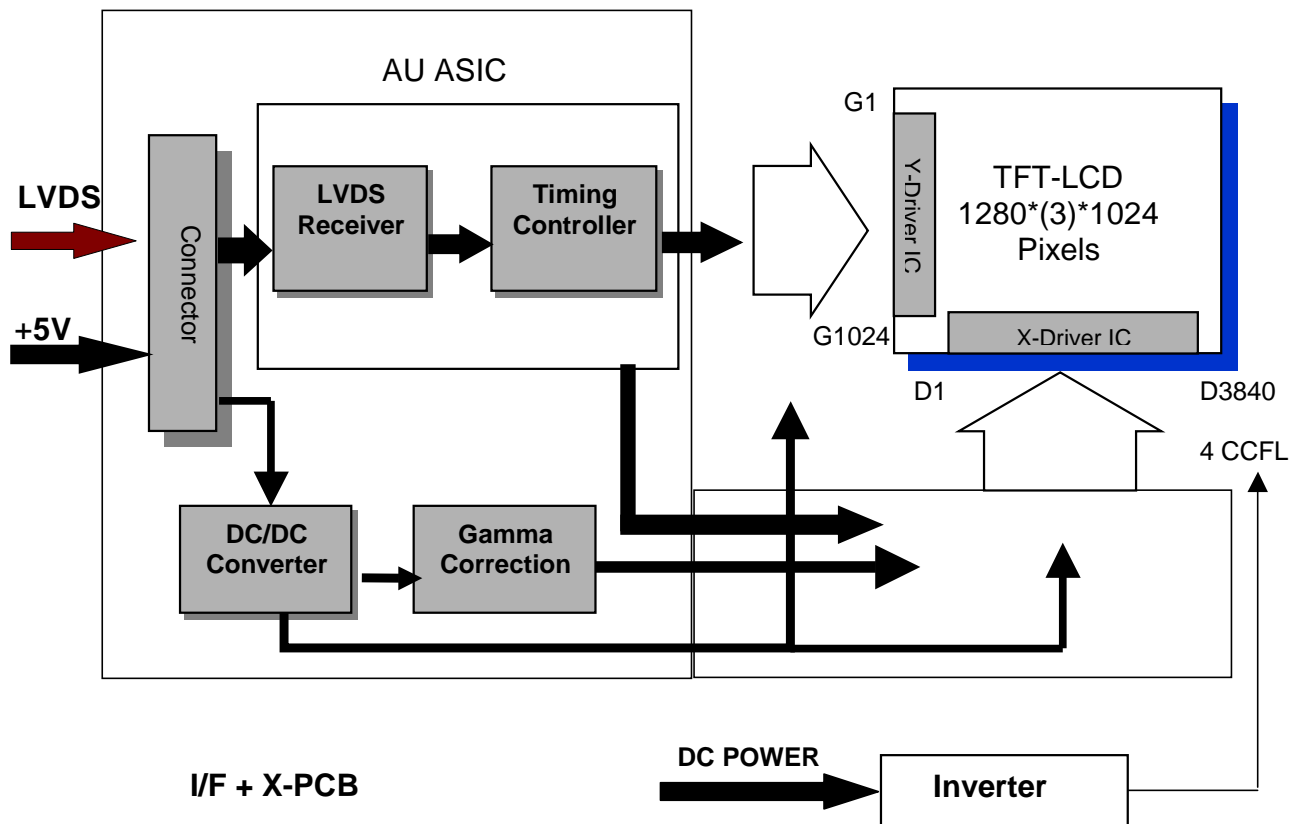 AU ASIC
LVDS
+5V
Connector
LVDS
Receiver
Timing
Controller
DC/DC
Converter
Gamma
Correction
G1
G1024
Y-Driver IC
TFT-LCD
1280*(3)*1024
Pixels
X-Driver IC
D1
D3840
4 CCFL
I/F + X-PCB
DC POWER
Inverter